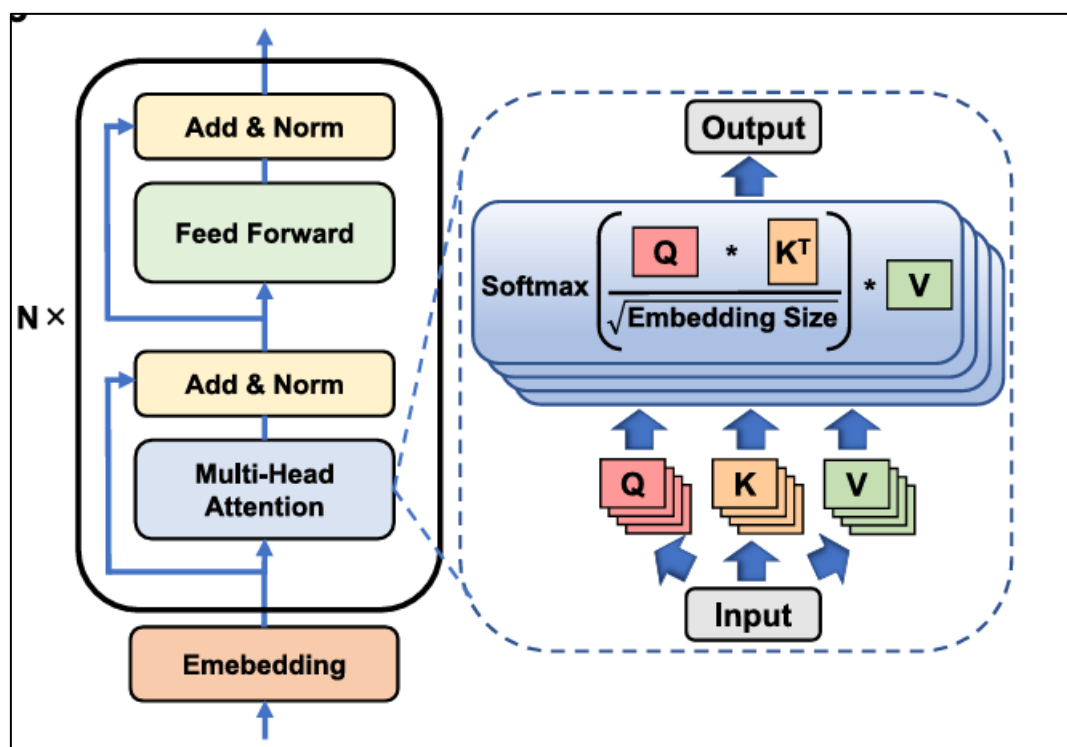 Add & Norm
Feed Forward
N ×
Add & Norm
Multi-Head
Attention
Emebedding
Output
Softmax
Q * K^T
√Embedding Size
* V
Q
K
V
Input